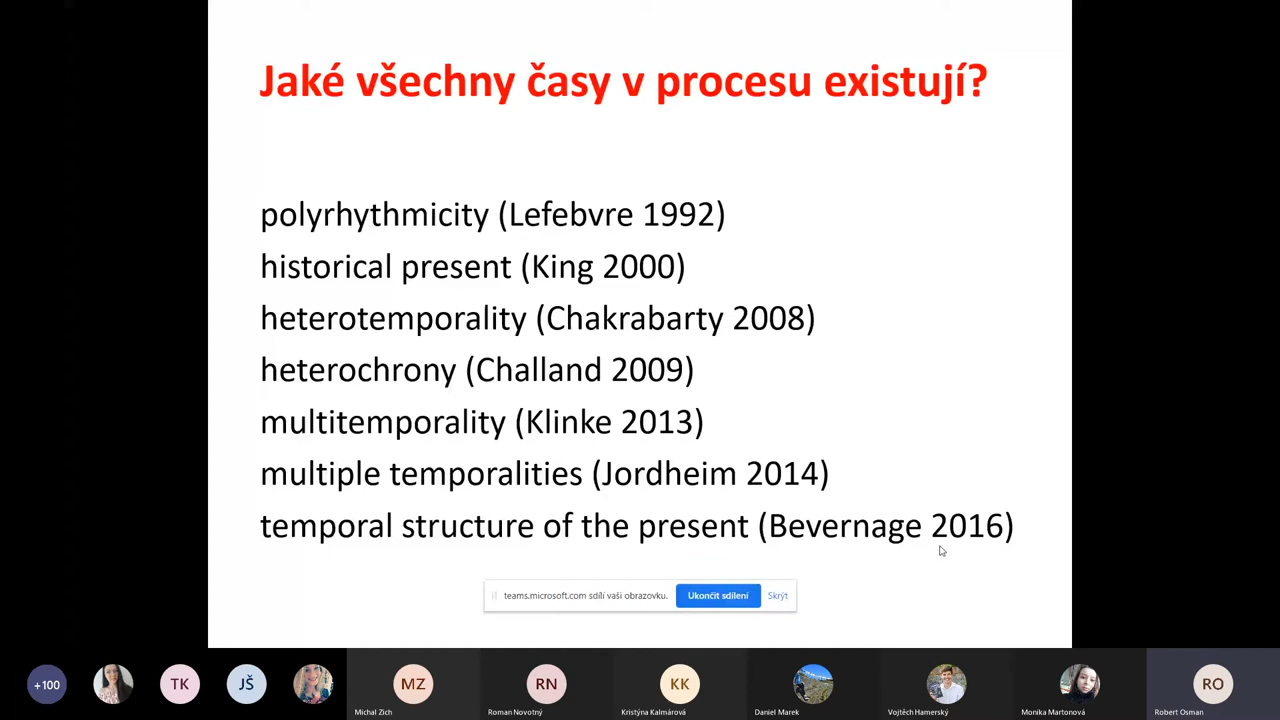 Jaké všechny časy v procesu existují?
polyrhythmicity (Lefebvre 1992)
historical present (King 2000)
heterotemporality (Chakrabarty 2008)
heterochrony (Challand 2009)
multitemporality (Klinke 2013)
multiple temporalities (Jordheim 2014)
temporal structure of the present (Bevernage 2016)
teams.microsoft.com sdílí vaši obrazovku. Ukončit sdílení Skrýt
+100 TK JŠ MZ RN KK RO
Michal Zich Roman Novotný Kristýna Kalmárová Daniel Marek Vojtěch Hamerský Monika Martonová Robert Osman